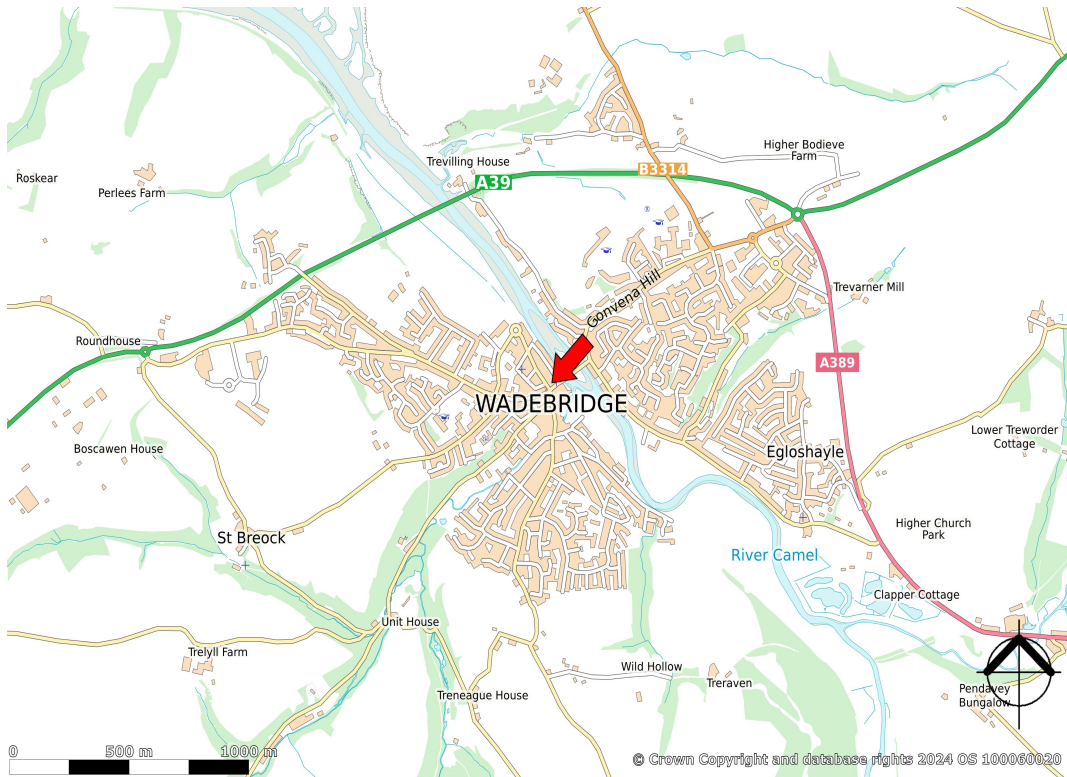 Higher Bodieve
Farm
Trevilling House
B3314
A39
Roskear
Perlees Farm
Gonvena Hill
Trevarner Mill
Roundhouse
A389
WADEBRIDGE
Lower Treworder
Cottage
Boscawen House
Egloshayle
Higher Church
Park
St Breock
River Camel
Clapper Cottage
Unit House
Trelyll Farm
Wild Hollow
Treraven
Treneague House
Pendavey
Bungalow
0 500 m 1000 m
© Crown Copyright and database rights 2024 OS 100060020